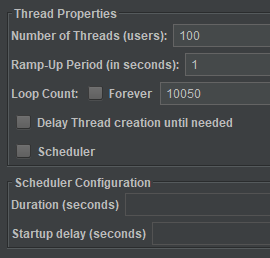 Thread Properties
Number of Threads (users): 100
Ramp-Up Period (in seconds): 1
Loop Count: Forever 10050
Delay Thread creation until needed
Scheduler
Scheduler Configuration
Duration (seconds)
Startup delay (seconds)